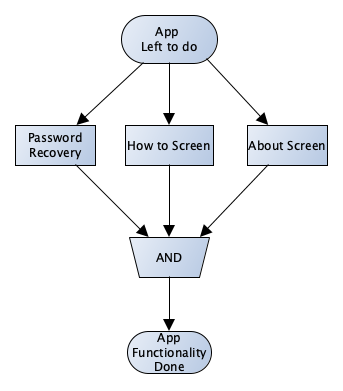 App
Left to do
Password
Recovery
How to Screen
About Screen
AND
App
Functionality
Done